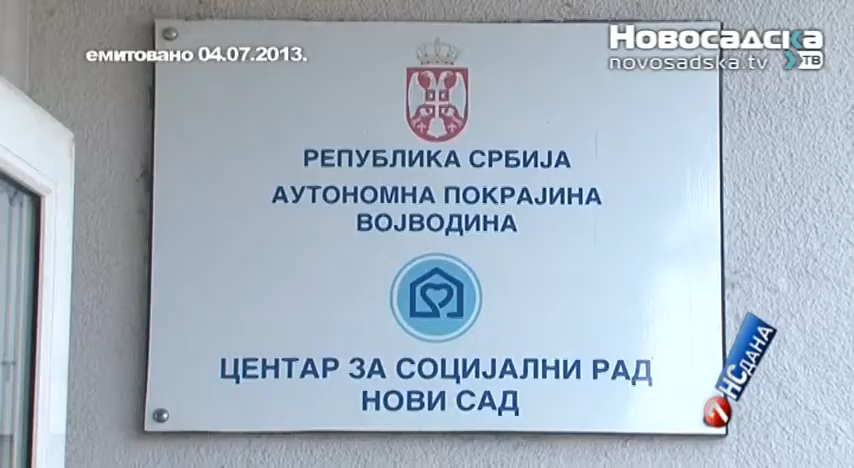 емитовано 04.07.2013.
Новосадска
novosadska.tv
ТВ
РЕПУБЛИКА СРБИЈА
АУТОНОМНА ПОКРАЈИНА
ВОЈВОДИНА
ЦЕНТАР ЗА СОЦИЈАЛНИ РАД
НОВИ САД
НСдана